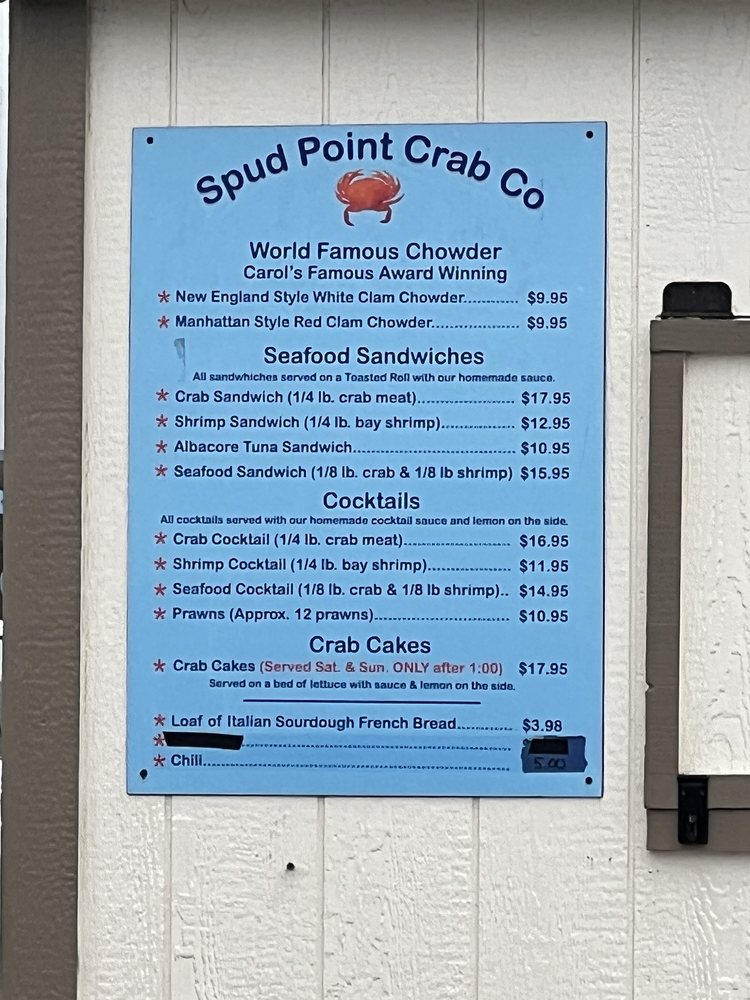 Spud Point Crab Co
World Famous Chowder
Carol's Famous Award Winning
* New England Style White Clam Chowder............ $9.95
* Manhattan Style Red Clam Chowder................... $9.95
Seafood Sandwiches
All sandwhiches served on a Toasted Roll with our homemade sauce.
* Crab Sandwich (1/4 lb. crab meat)..................... $17.95
* Shrimp Sandwich (1/4 lb. bay shrimp)................ $12.95
* Albacore Tuna Sandwich................................... $10.95
* Seafood Sandwich (1/8 lb. crab & 1/8 lb shrimp) $15.95
Cocktails
All cocktails served with our homemade cocktail sauce and lemon on the side.
* Crab Cocktail (1/4 lb. crab meat)....................... $16.95
* Shrimp Cocktail (1/4 lb. bay shrimp)................. $11.95
* Seafood Cocktail (1/8 lb. crab & 1/8 lb shrimp).. $14.95
* Prawns (Approx. 12 prawns)............................. $10.95
Crab Cakes
* Crab Cakes (Served Sat. & Sun. ONLY after 1:00) $17.95
Served on a bed of lettuce with sauce & lemon on the side.
* Loaf of Italian Sourdough French Bread............. $3.98
* ..........................................................
* Chili.................................................................. 5.00